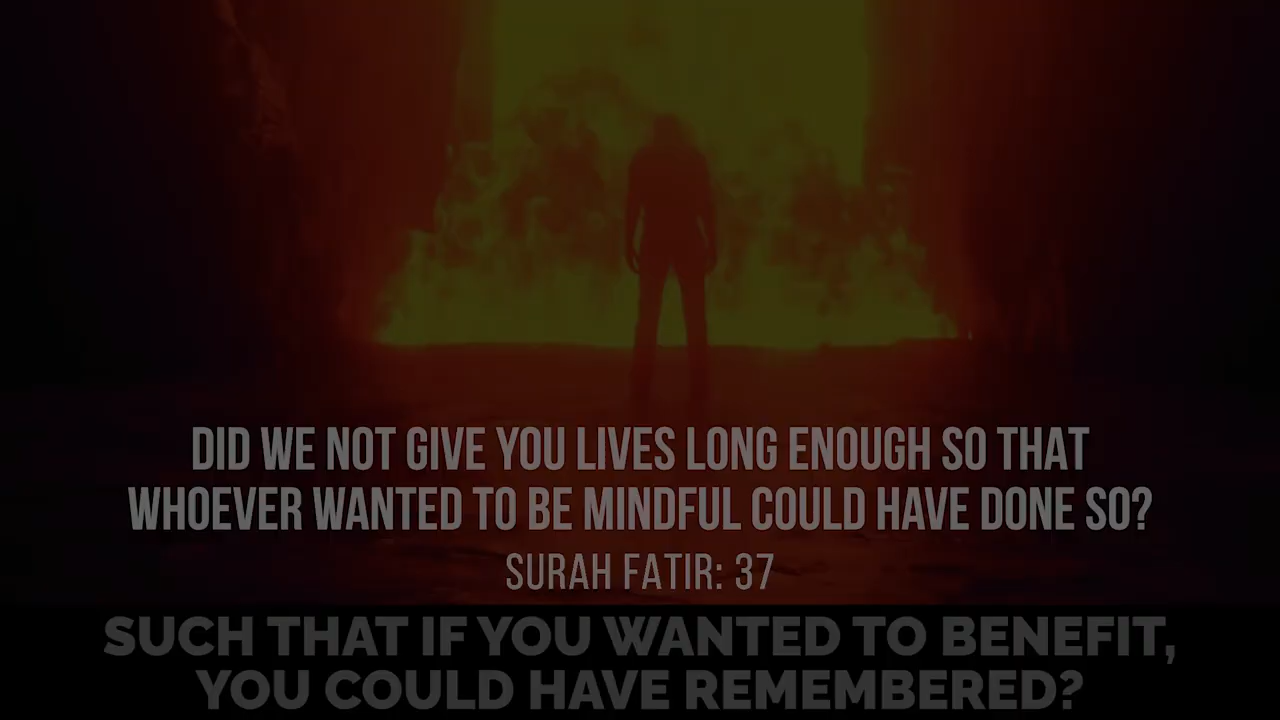 DID WE NOT GIVE YOU LIVES LONG ENOUGH SO THAT
WHOEVER WANTED TO BE MINDFUL COULD HAVE DONE SO?
SURAH FATIR: 37
SUCH THAT IF YOU WANTED TO BENEFIT,
YOU COULD HAVE REMEMBERED?